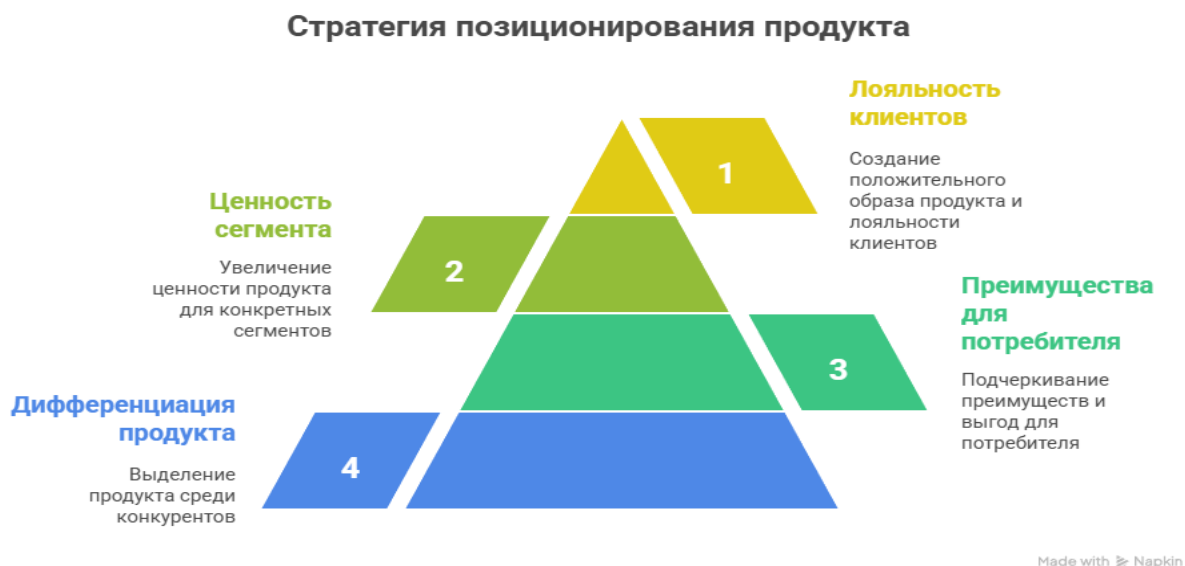 Стратегия позиционирования продукта
Лояльность
клиентов
1
Создание
положительного
образа продукта и
лояльности
клиентов
Ценность
сегмента
2
Увеличение
ценности продукта
для конкретных
сегментов
Преимущества
для
потребителя
3
Подчеркивание
преимуществ и
выгод для
потребителя
Дифференциация
продукта
4
Выделение
продукта среди
конкурентов
Made with Napkin